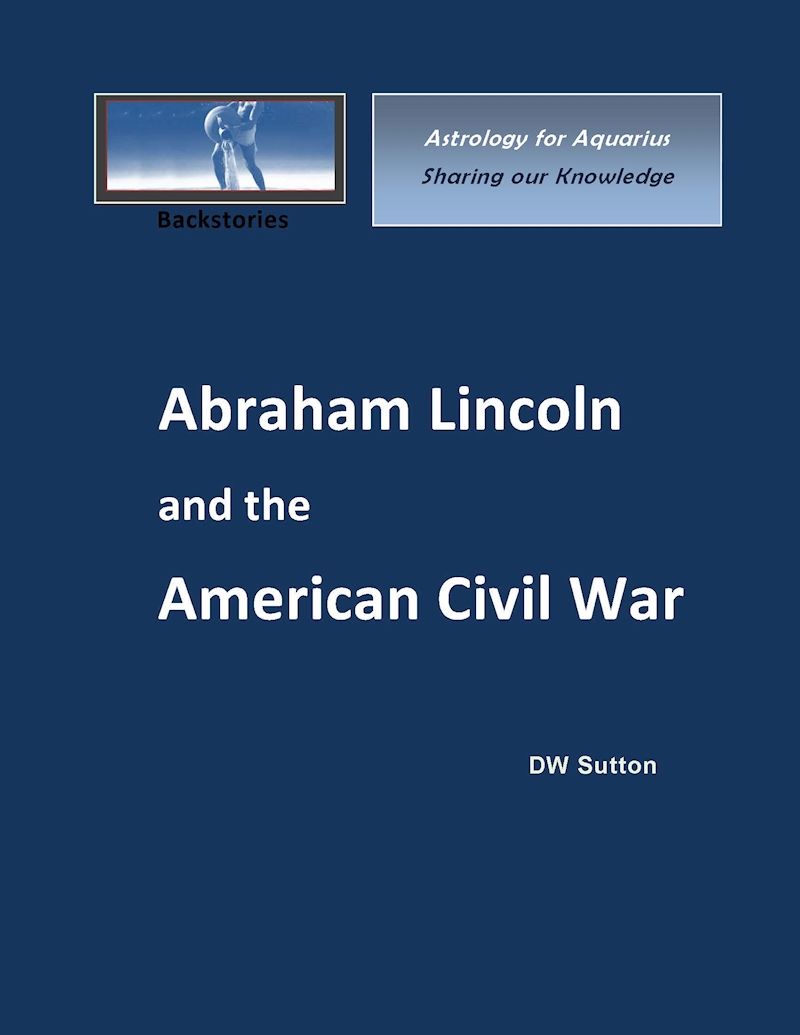 Astrology for Aquarius
Sharing our Knowledge
Backstories
Abraham Lincoln
and the
American Civil War
DW Sutton